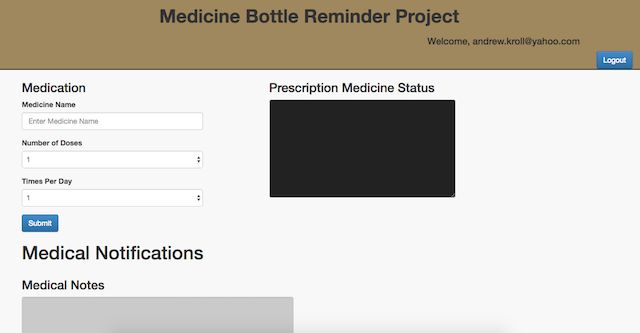 Medicine Bottle Reminder Project
Welcome, andrew.kroll@yahoo.com
Logout
Medication
Medicine Name
Enter Medicine Name
Number of Doses
1
Times Per Day
1
Submit
Prescription Medicine Status
Medical Notifications
Medical Notes